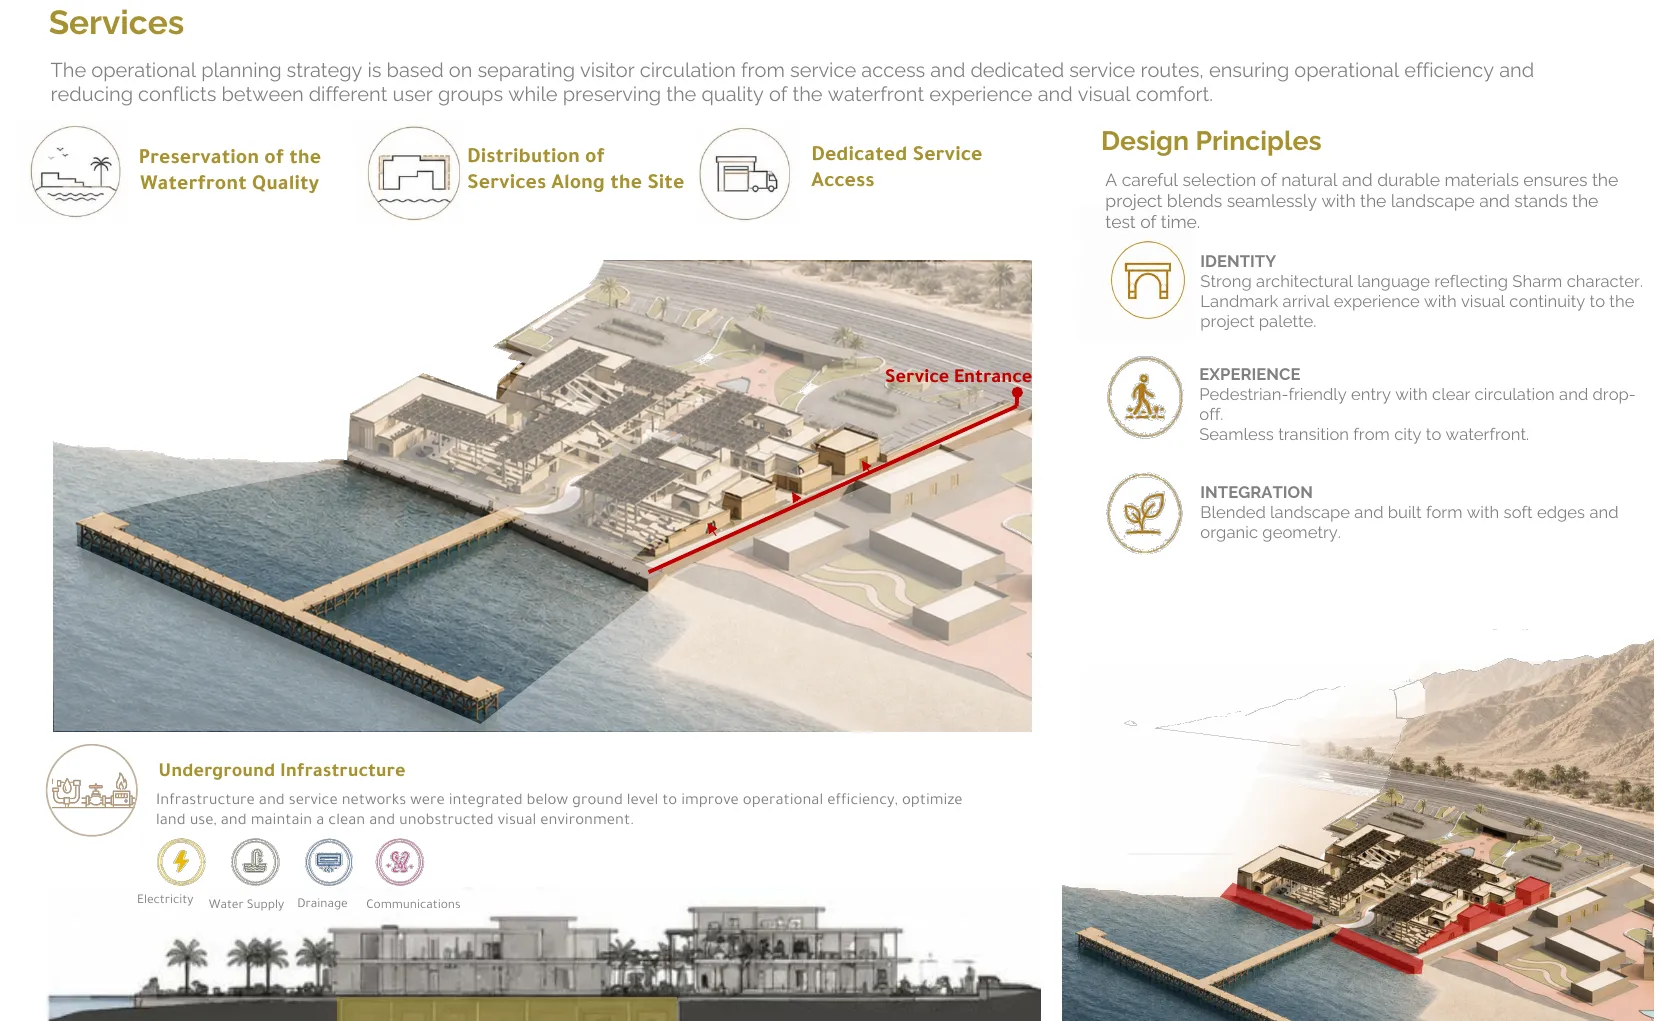 Services
The operational planning strategy is based on separating visitor circulation from service access and dedicated service routes, ensuring operational efficiency and
reducing conflicts between different user groups while preserving the quality of the waterfront experience and visual comfort.
Preservation of the
Waterfront Quality
Distribution of
Services Along the Site
Dedicated Service
Access
Service Entrance
Underground Infrastructure
Infrastructure and service networks were integrated below ground level to improve operational efficiency, optimize
land use, and maintain a clean and unobstructed visual environment.
Electricity
Water Supply
Drainage
Communications
Design Principles
A careful selection of natural and durable materials ensures the
project blends seamlessly with the landscape and stands the
test of time.
IDENTITY
Strong architectural language reflecting Sharm character.
Landmark arrival experience with visual continuity to the
project palette.
EXPERIENCE
Pedestrian-friendly entry with clear circulation and drop-
off.
Seamless transition from city to waterfront.
INTEGRATION
Blended landscape and built form with soft edges and
organic geometry.